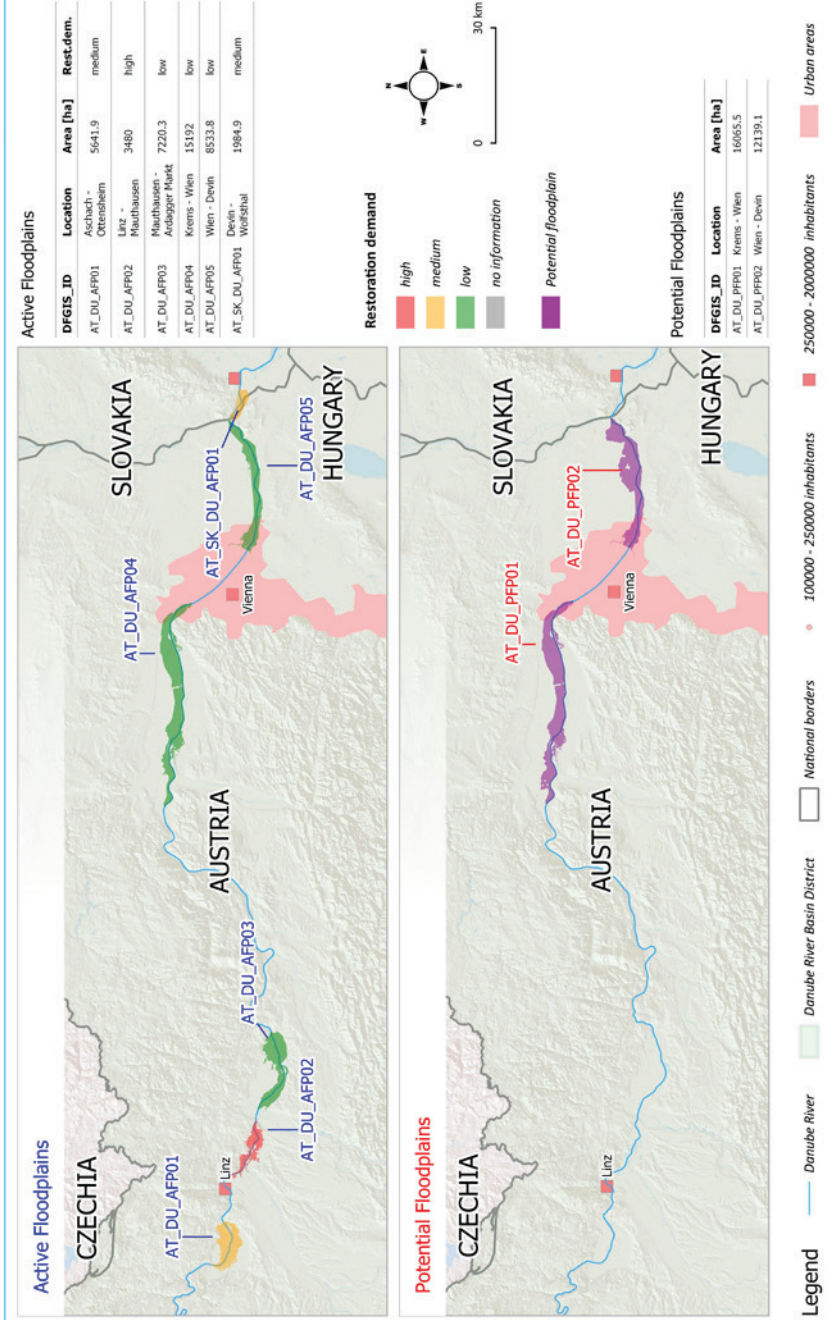 Active Floodplains
CZECHIA
AT_DU_AFP01
Linz
AT_DU_AFP02
AT_DU_AFP03
AUSTRIA
AT_DU_AFP04
Vienna
SLOVAKIA
AT_SK_DU_AFP01
AT_DU_AFP05
HUNGARY
Active Floodplains
DFGIS_ID Location Area [ha] Rest.dem.
AT_DU_AFP01 Aschach - Ottensheim 5641.9 medium
AT_DU_AFP02 Linz - Mauthausen 3480 high
AT_DU_AFP03 Mauthausen - Ardagger Markt 7220.3 low
AT_DU_AFP04 Krems - Wien 15192 low
AT_DU_AFP05 Wien - Devin 8533.8 low
AT_SK_DU_AFP01 Devin - Wolfsthal 1984.9 medium
Restoration demand
high
medium
low
no information
Potential floodplain
N
W E
S
0 30 km
Potential Floodplains
CZECHIA
Linz
AUSTRIA
AT_DU_PFP01
Vienna
SLOVAKIA
AT_DU_PFP02
HUNGARY
Potential Floodplains
DFGIS_ID Location Area [ha]
AT_DU_PFP01 Krems - Wien 16065.5
AT_DU_PFP02 Wien - Devin 12139.1
Legend
Danube River
Danube River Basin District
National borders
100000 - 250000 inhabitants
250000 - 20000000 inhabitants
Urban areas